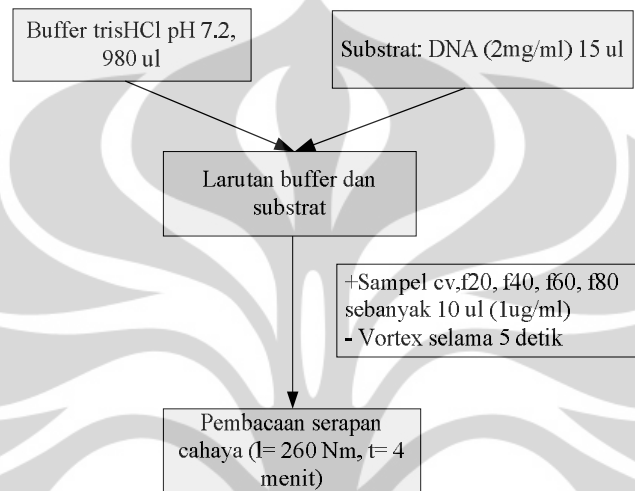 Buffer trisHCl pH 7.2,
980 ul
Substrat: DNA (2mg/ml) 15 ul
Larutan buffer dan
substrat
+Sampel cv,f20, f40, f60, f80
sebanyak 10 ul (1ug/ml)
- Vortex selama 5 detik
Pembacaan serapan
cahaya (l= 260 Nm, t= 4
menit)